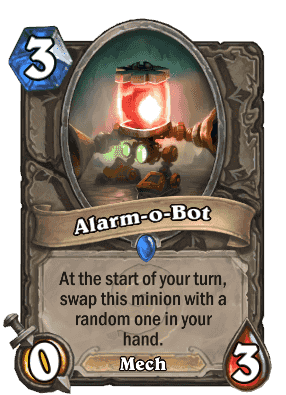 3
Alarm-o-Bot
At the start of your turn,
swap this minion with a
random one in your
hand.
0
Mech
3